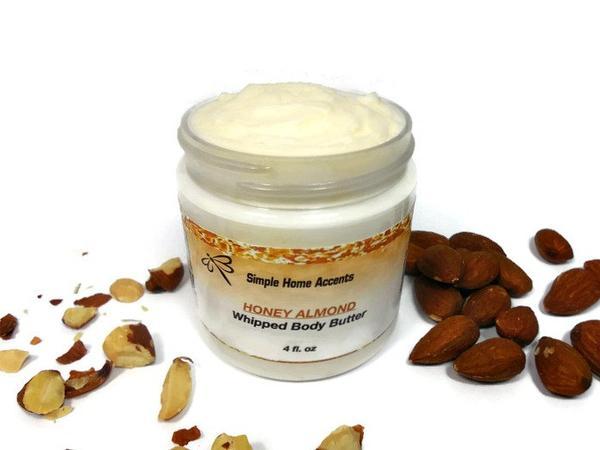 Simple Home Accents
HONEY ALMOND
Whipped Body Butter
4 fl. oz